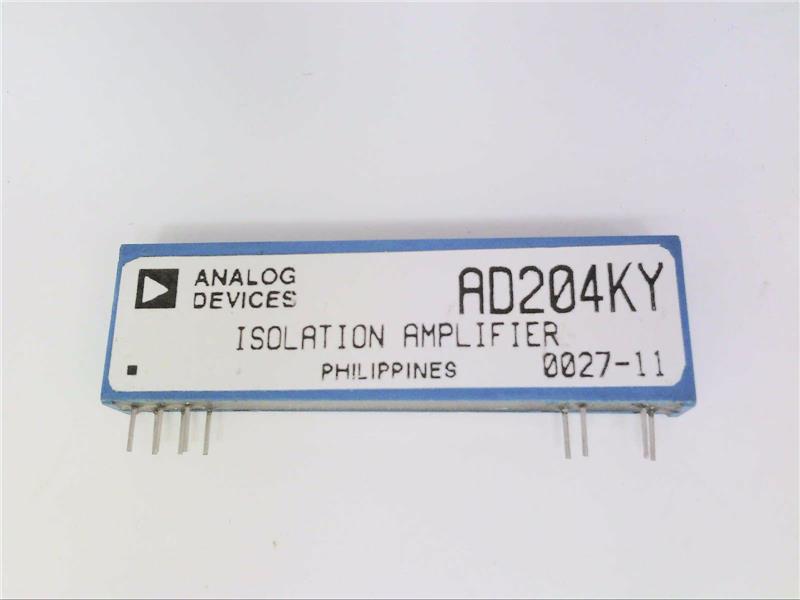 ANALOG
DEVICES
AD204KY
ISOLATION AMPLIFIER
PHILIPPINES
0027-11